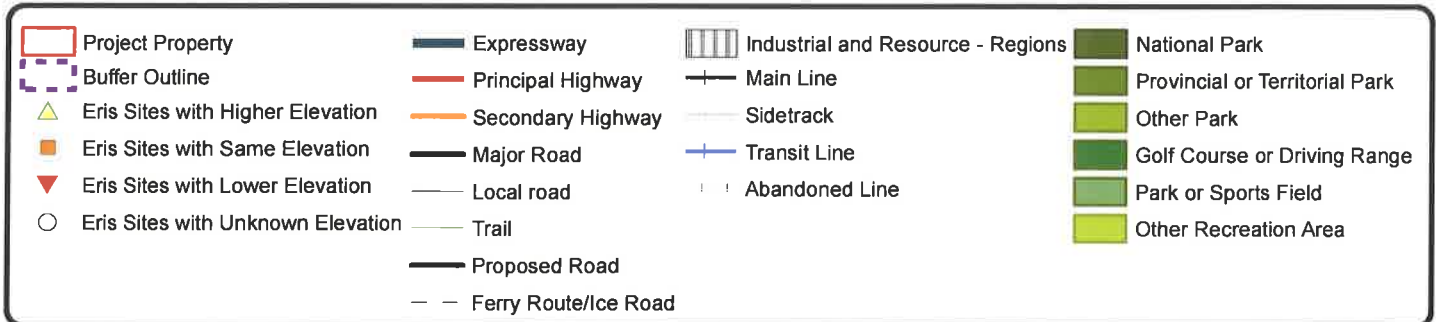 Project Property
Buffer Outline
Eris Sites with Higher Elevation
Eris Sites with Same Elevation
Eris Sites with Lower Elevation
Eris Sites with Unknown Elevation
Expressway
Principal Highway
Secondary Highway
Major Road
Local road
Trail
Proposed Road
Ferry Route/Ice Road
Industrial and Resource - Regions
Main Line
Sidetrack
Transit Line
Abandoned Line
National Park
Provincial or Territorial Park
Other Park
Golf Course or Driving Range
Park or Sports Field
Other Recreation Area